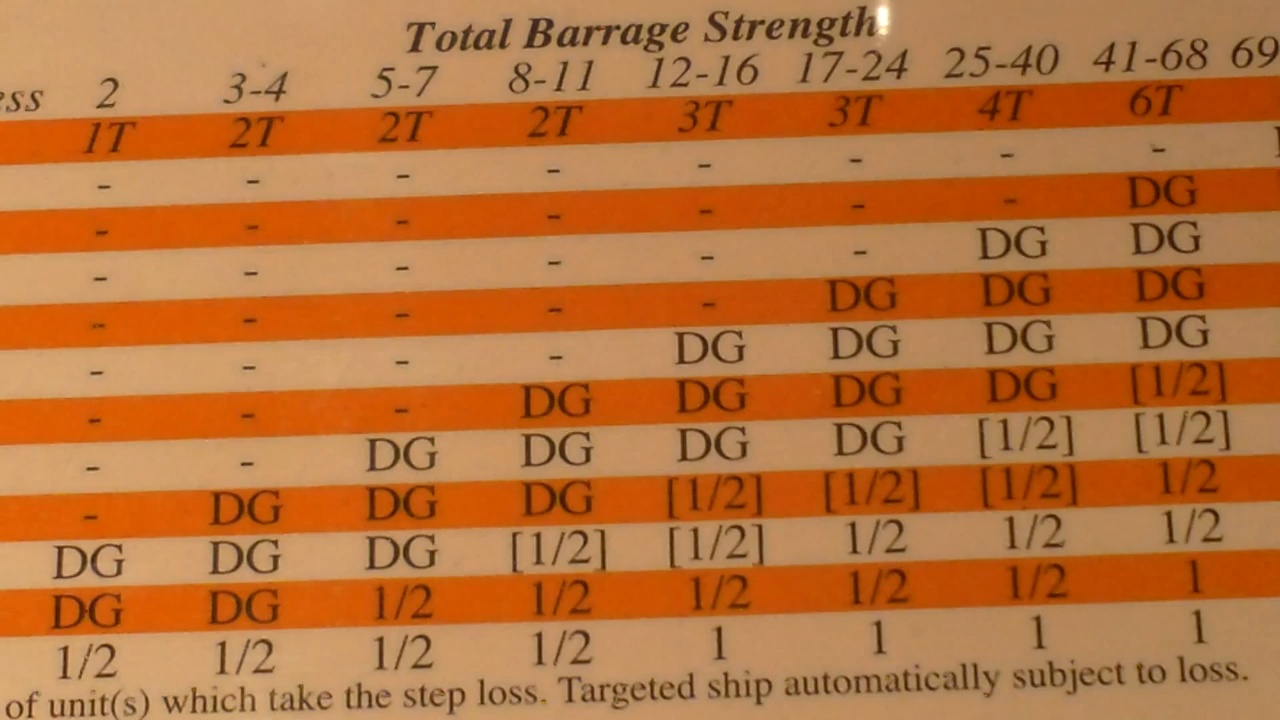 Total Barrage Strength
ess 2 3-4 5-7 8-11 12-16 17-24 25-40 41-68 69
1T 2T 2T 2T 3T 3T 4T 6T
- - - - - - - -
- - - - - - - DG
- - - - - - DG DG
- - - - - DG DG DG
- - - - DG DG DG DG
- - - DG DG DG DG [1/2]
- - DG DG DG DG [1/2] [1/2]
- DG DG DG [1/2] [1/2] [1/2] 1/2
DG DG DG [1/2] [1/2] 1/2 1/2 1/2
DG DG 1/2 1/2 1/2 1/2 1/2 1
1/2 1/2 1/2 1/2 1 1 1 1
of unit(s) which take the step loss. Targeted ship automatically subject to loss.